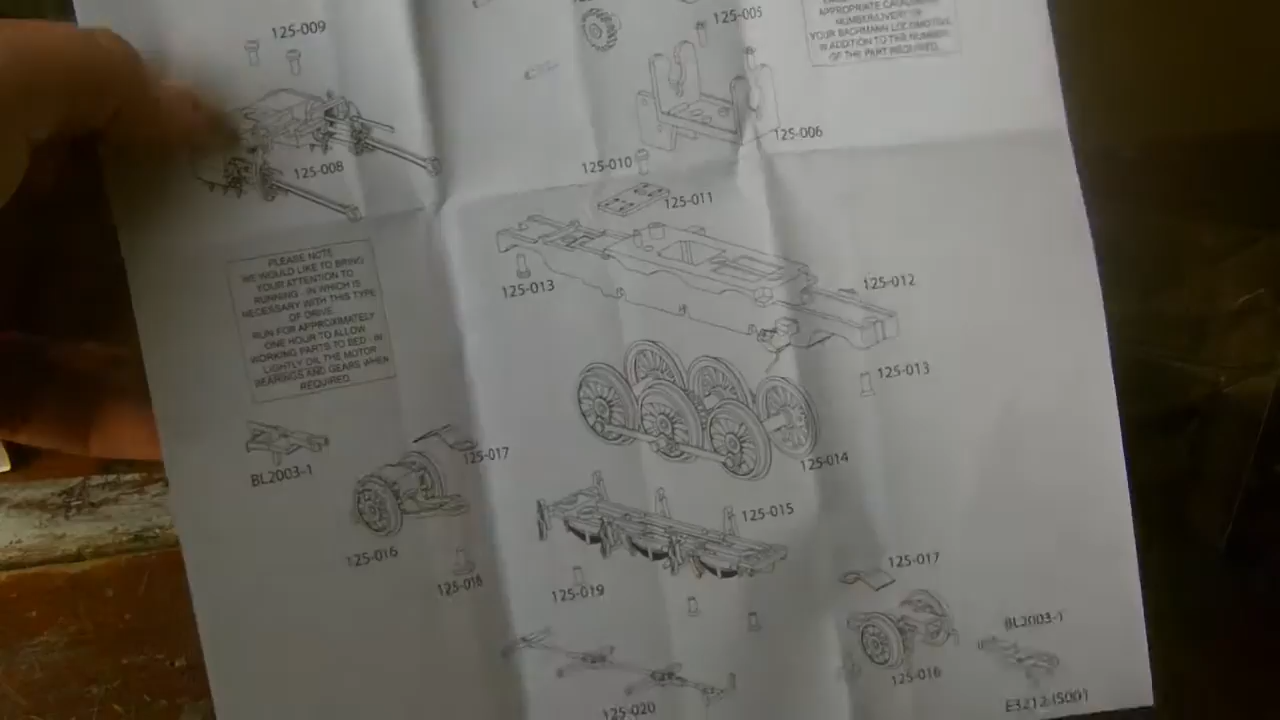 125-009
125-005
APPROPRIATE
NUMBER/LIVERY OF
YOUR BACHMANN LOCOMOTIVE
IN ADDITION TO THE NUMBER
OF THE PART REQUIRED.
125-006
125-008
125-010
125-011
PLEASE NOTE
WE WOULD LIKE TO BRING
YOUR ATTENTION TO
RUNNING - IN WHICH IS
NECESSARY WITH THIS TYPE
OF DRIVE.
RUN FOR APPROXIMATELY
ONE HOUR TO ALLOW
WORKING PARTS TO BED - IN
LIGHTLY OIL THE MOTOR
BEARINGS AND GEARS WHEN
REQUIRED
125-013
125-012
125-013
125-014
BL2003-1
125-017
125-016
125-018
125-015
125-019
125-017
BL2003-1
125-016
125-020
E3212 (S001)